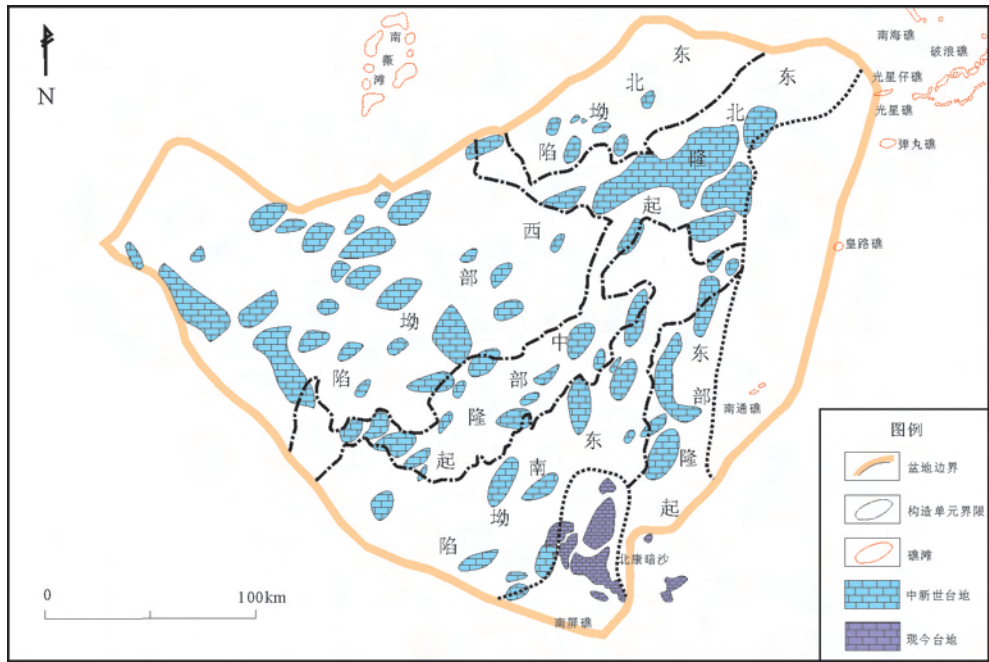 N
南
薇
滩
南海礁
破浪礁
光星仔礁
光星礁
弹丸礁
皇路礁
南通礁
北康暗沙
南屏礁
东
北
坳
陷
东
北
隆
起
西
部
坳
陷
中
部
隆
起
东
南
坳
陷
东
部
隆
起
0
100km
图例
盆地边界
构造单元界限
礁滩
中新世台地
现今台地